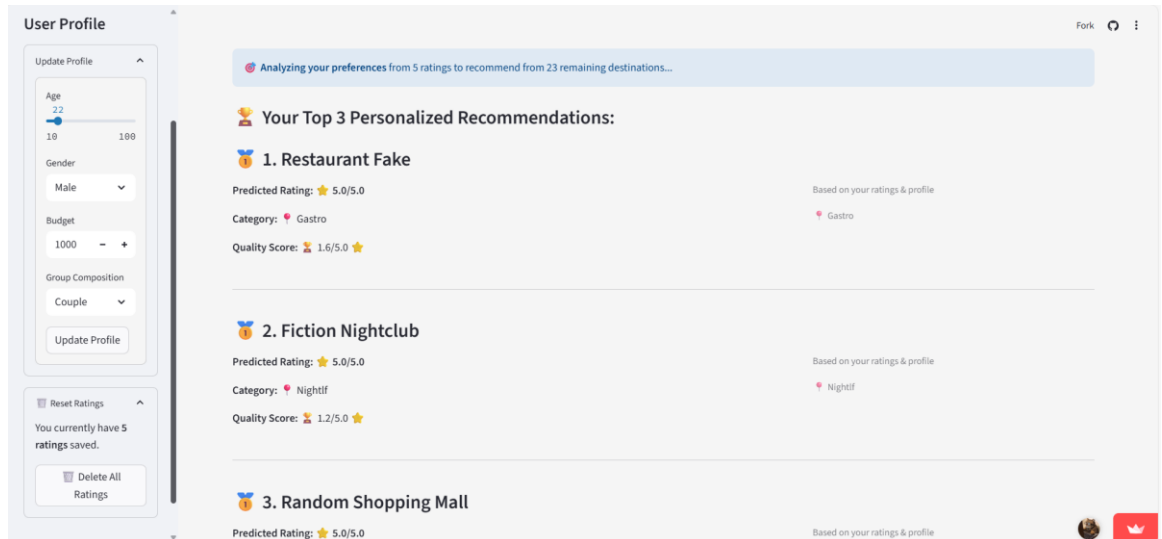 User Profile
Update Profile
Age
22
10 100
Gender
Male
Budget
1000 - +
Group Composition
Couple
Update Profile
Reset Ratings
You currently have 5
ratings saved.
Delete All
Ratings
Fork
Analyzing your preferences from 5 ratings to recommend from 23 remaining destinations...
Your Top 3 Personalized Recommendations:
1. Restaurant Fake
Predicted Rating: 5.0/5.0
Based on your ratings & profile
Category: Gastro
Gastro
Quality Score: 1.6/5.0
2. Fiction Nightclub
Predicted Rating: 5.0/5.0
Based on your ratings & profile
Category: Nightlf
Nightlf
Quality Score: 1.2/5.0
3. Random Shopping Mall
Predicted Rating: 5.0/5.0
Based on your ratings & profile